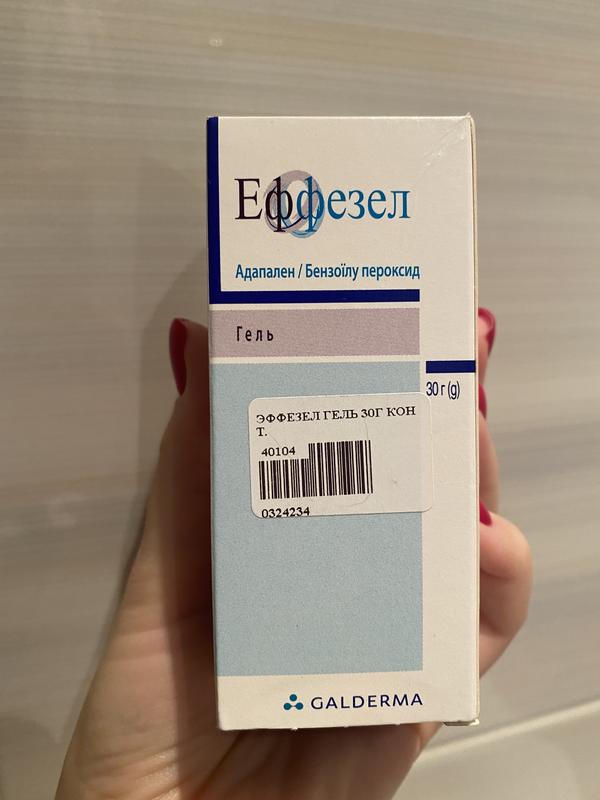 Еффезел
Адапален / Бензоїлу пероксид
Гель
30 г (g)
ЭФФЕЗЕЛ ГЕЛЬ 30Г КОН
Т.
40104
0324234
GALDERMA